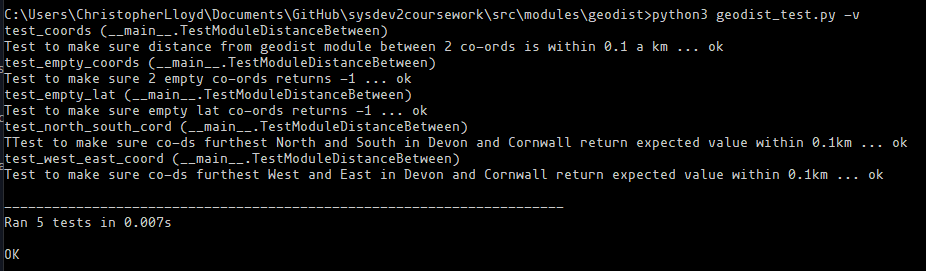 C:\Users\ChristopherLloyd\Documents\GitHub\sysdev2coursework\src\modules\geodist>python3 geodist_test.py -v
test_coords (__main__.TestModuleDistanceBetween)
Test to make sure distance from geodist module between 2 co-ords is within 0.1 a km ... ok
test_empty_coords (__main__.TestModuleDistanceBetween)
Test to make sure 2 empty co-ords returns -1 ... ok
test_empty_lat (__main__.TestModuleDistanceBetween)
Test to make sure empty lat co-ords returns -1 ... ok
test_north_south_cord (__main__.TestModuleDistanceBetween)
TTest to make sure co-ds furthest North and South in Devon and Cornwall return expected value within 0.1km ... ok
test_west_east_coord (__main__.TestModuleDistanceBetween)
Test to make sure co-ds furthest West and East in Devon and Cornwall return expected value within 0.1km ... ok
----------------------------------------------------------------------
Ran 5 tests in 0.007s
OK